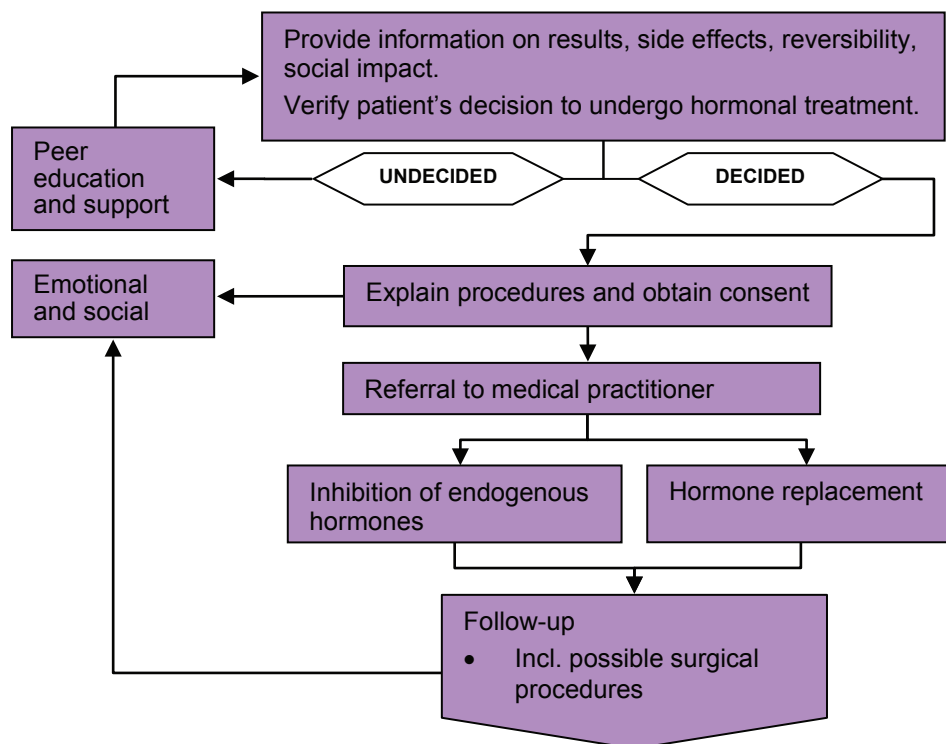 Provide information on results, side effects, reversibility,
social impact.
Verify patient’s decision to undergo hormonal treatment.
Peer
education
and support
UNDECIDED
DECIDED
Emotional
and social
Explain procedures and obtain consent
Referral to medical practitioner
Inhibition of endogenous
hormones
Hormone replacement
Follow-up
• Incl. possible surgical
procedures